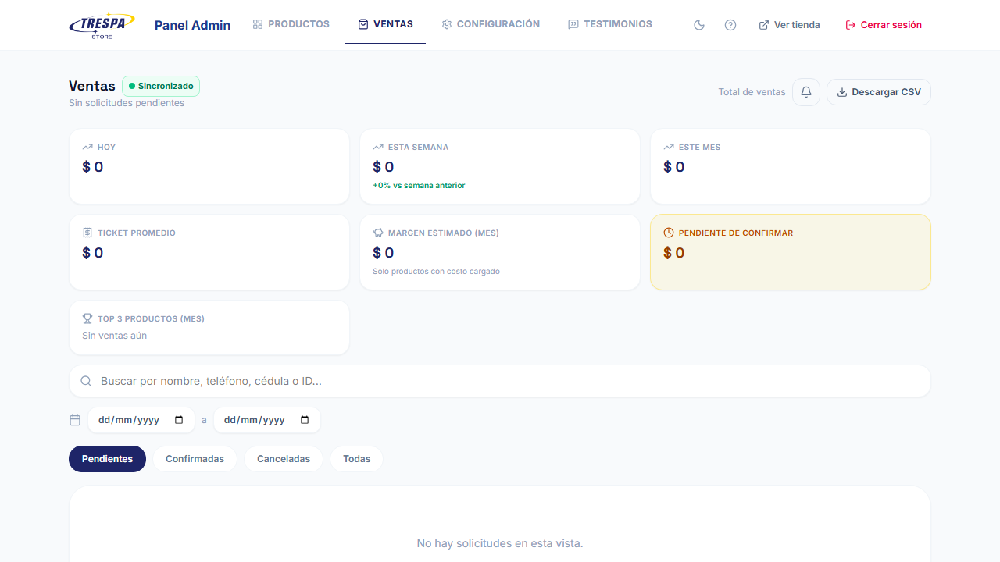 TRESPA
STORE
Panel Admin
PRODUCTOS
VENTAS
CONFIGURACIÓN
TESTIMONIOS
Ver tienda
Cerrar sesión
Ventas
Sincronizado
Sin solicitudes pendientes
Total de ventas
Descargar CSV
HOY
$ 0
ESTA SEMANA
$ 0
+0% vs semana anterior
ESTE MES
$ 0
TICKET PROMEDIO
$ 0
MARGEN ESTIMADO (MES)
$ 0
Solo productos con costo cargado
PENDIENTE DE CONFIRMAR
$ 0
TOP 3 PRODUCTOS (MES)
Sin ventas aún
Buscar por nombre, teléfono, cédula o ID...
dd/mm/yyyy a dd/mm/yyyy
Pendientes
Confirmadas
Canceladas
Todas
No hay solicitudes en esta vista.